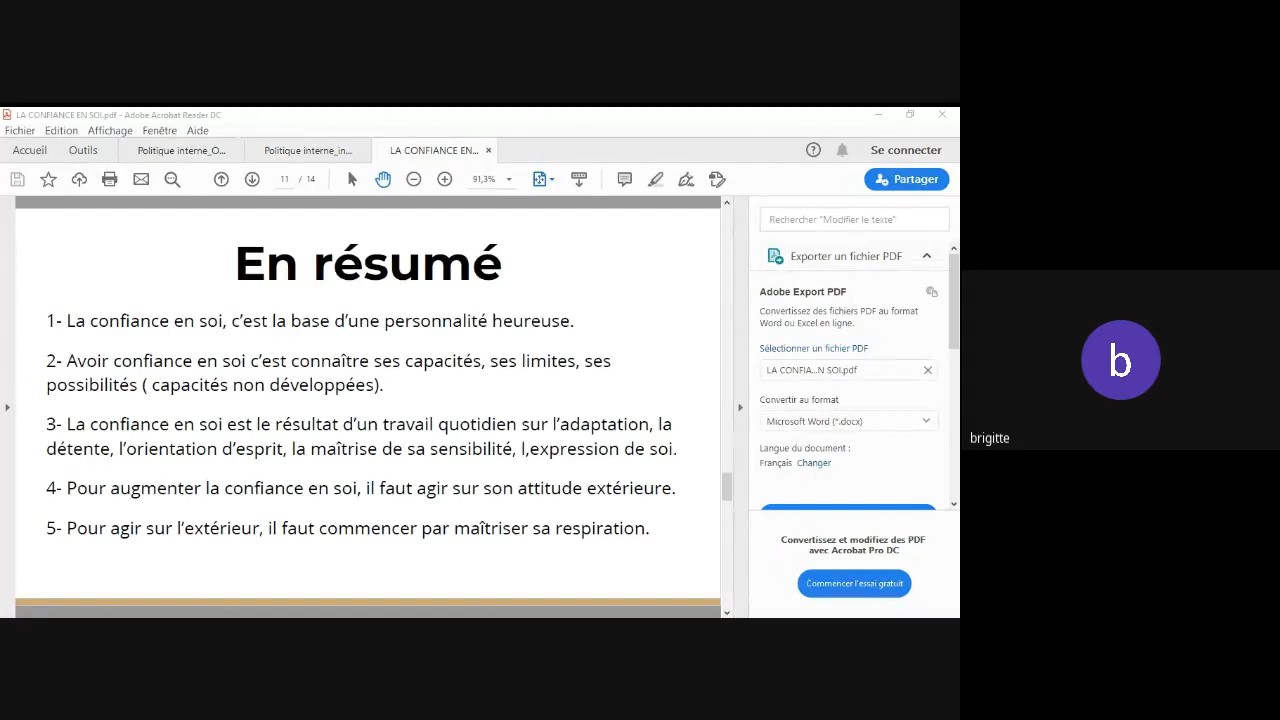 LA CONFIANCE EN SOI.pdf - Adobe Acrobat Reader DC
Fichier Edition Affichage Fenêtre Aide
Accueil Outils Politique interne_O... Politique interne_in... LA CONFIANCE EN... × Se connecter
11 / 14 91,3% Partager
En résumé
1- La confiance en soi, c’est la base d’une personnalité heureuse.
2- Avoir confiance en soi c’est connaître ses capacités, ses limites, ses
possibilités ( capacités non développées).
3- La confiance en soi est le résultat d’un travail quotidien sur l’adaptation, la
détente, l’orientation d’esprit, la maîtrise de sa sensibilité, l,expression de soi.
4- Pour augmenter la confiance en soi, il faut agir sur son attitude extérieure.
5- Pour agir sur l’extérieur, il faut commencer par maîtriser sa respiration.
Rechercher "Modifier le texte"
Exporter un fichier PDF
Adobe Export PDF
Convertissez des fichiers PDF au format
Word ou Excel en ligne.
Sélectionner un fichier PDF
LA CONFIA...N SOI.pdf
Convertir au format
Microsoft Word (*.docx)
Langue du document :
Français Changer
Convertissez et modifiez des PDF
avec Acrobat Pro DC
Commencer l'essai gratuit
b
brigitte